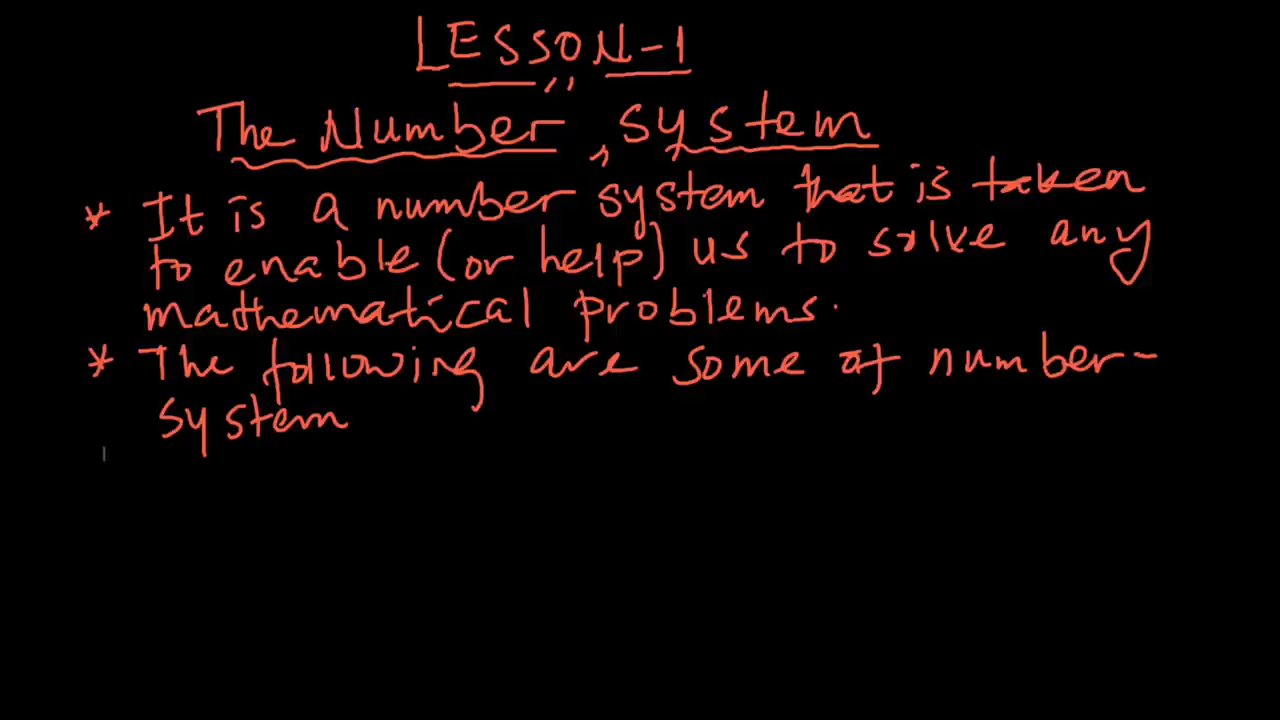 LESSON-1
The Number, system
* It is a number system that is taken
to enable (or help) us to solve any
mathematical problems.
* The following are some of number-
system